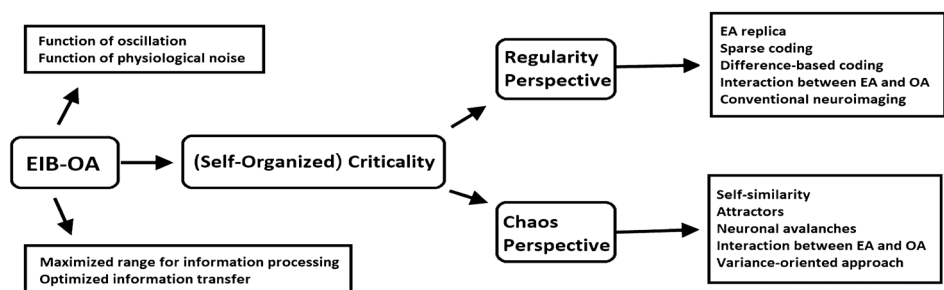 Function of oscillation
Function of physiological noise
EIB-OA
Maximized range for information processing
Optimized information transfer
(Self-Organized) Criticality
Regularity
Perspective
EA replica
Sparse coding
Difference-based coding
Interaction between EA and OA
Conventional neuroimaging
Chaos
Perspective
Self-similarity
Attractors
Neuronal avalanches
Interaction between EA and OA
Variance-oriented approach